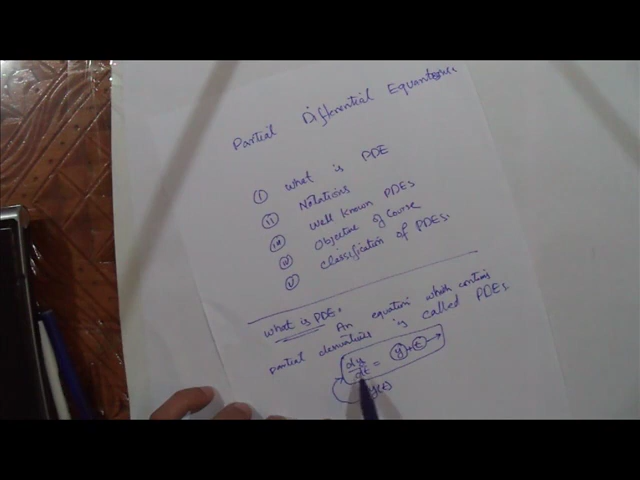 Partial Differential Equantions
(i) What is PDE
(ii) Notations
(iii) Well Known PDEs
(iv) Objective of Course
(v) Classification of PDEs.
What is PDE: An equation which contains
partial derivatives is called PDEs.
dy/dt = y + t →
y(t)